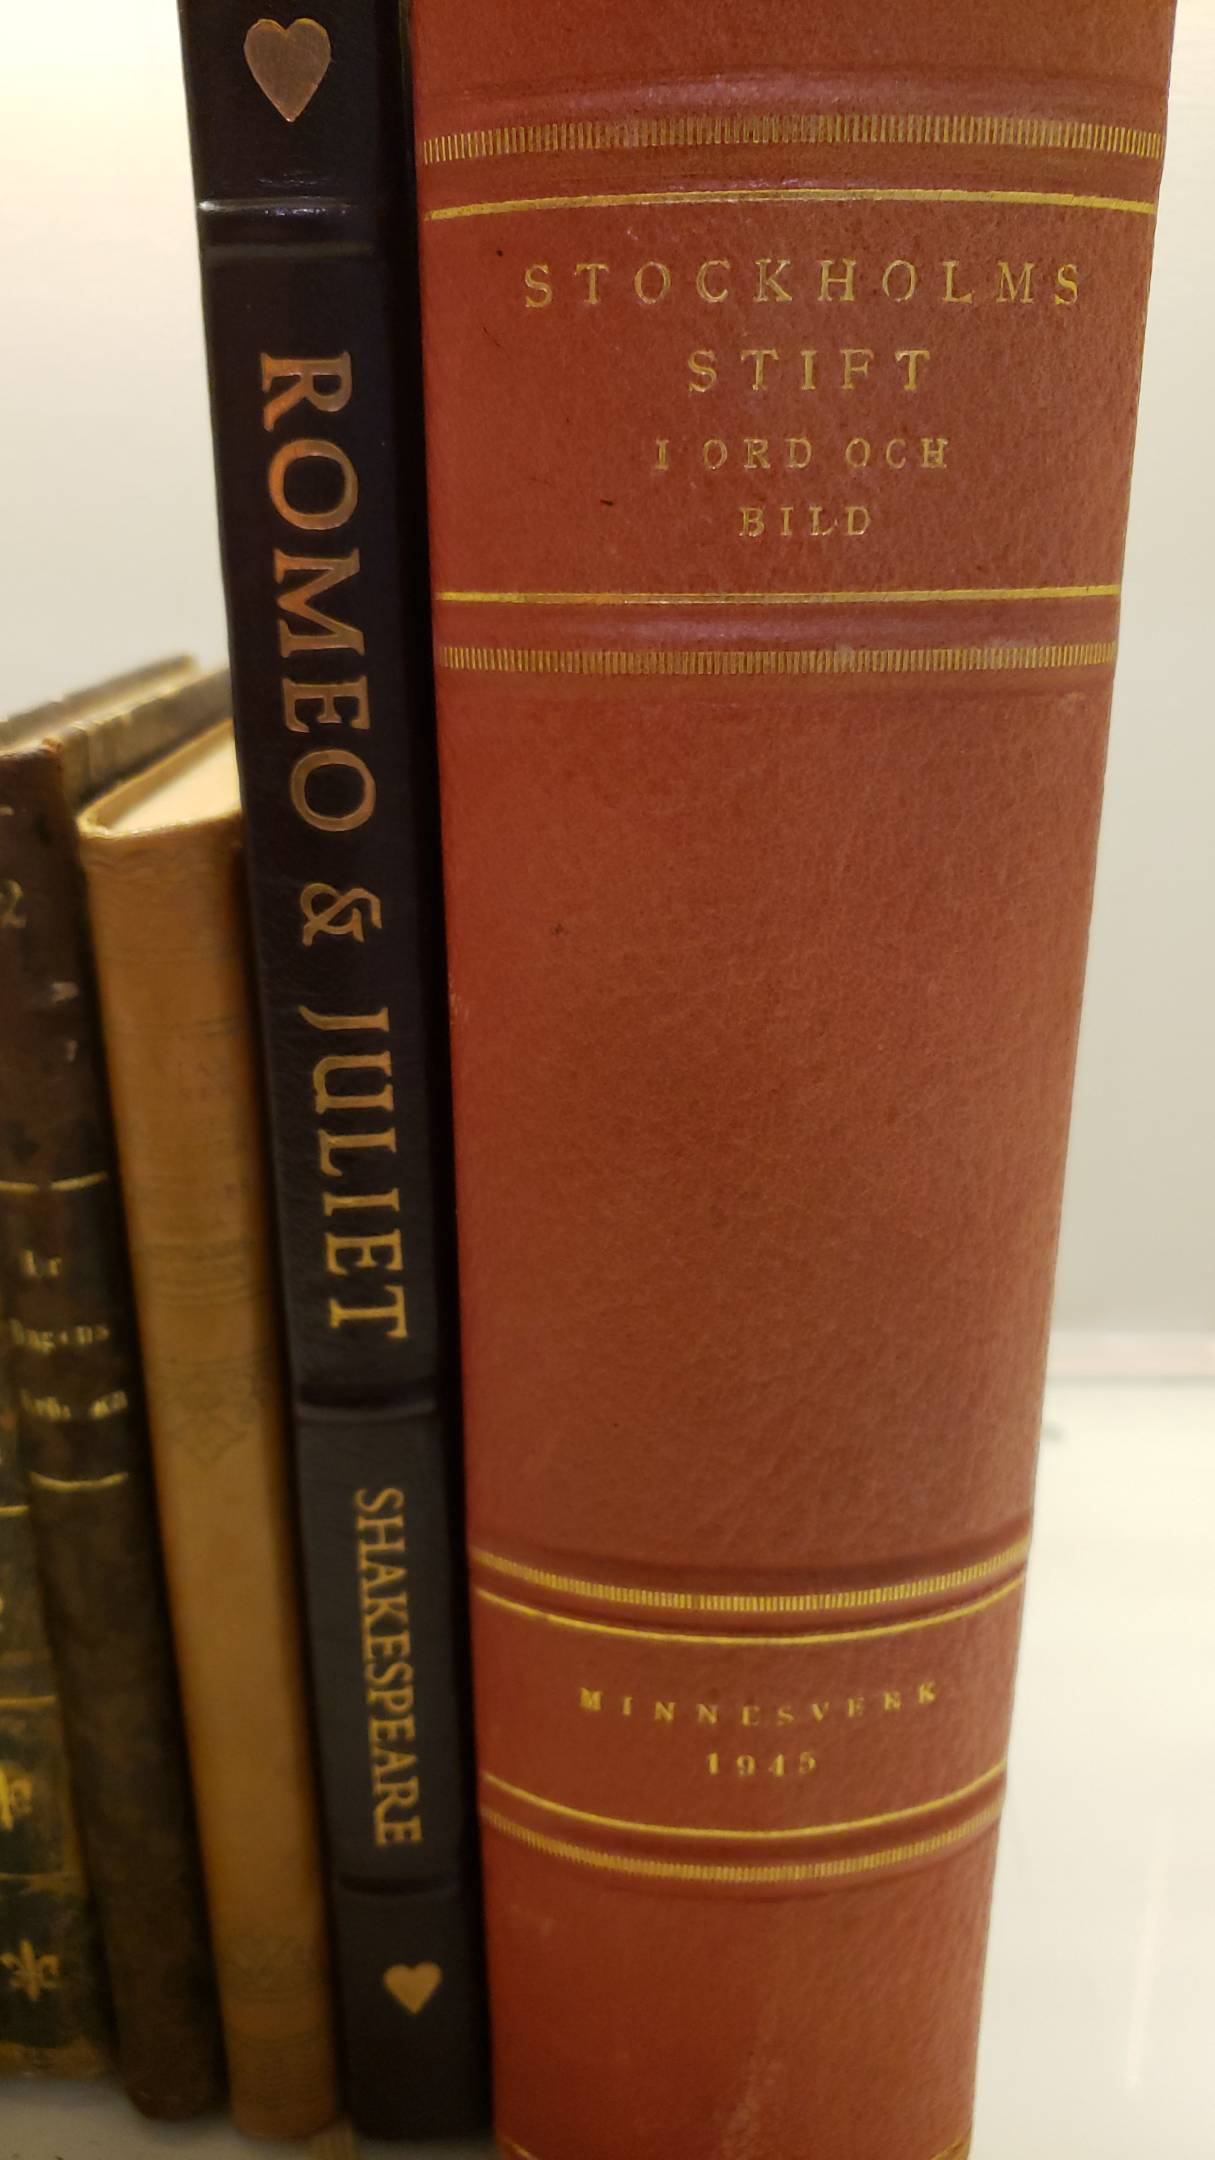 ROMEO & JULIET
SHAKESPEARE
STOCKHOLMS
STIFT
I ORD OCH
BILD
MINNESVERK
1945